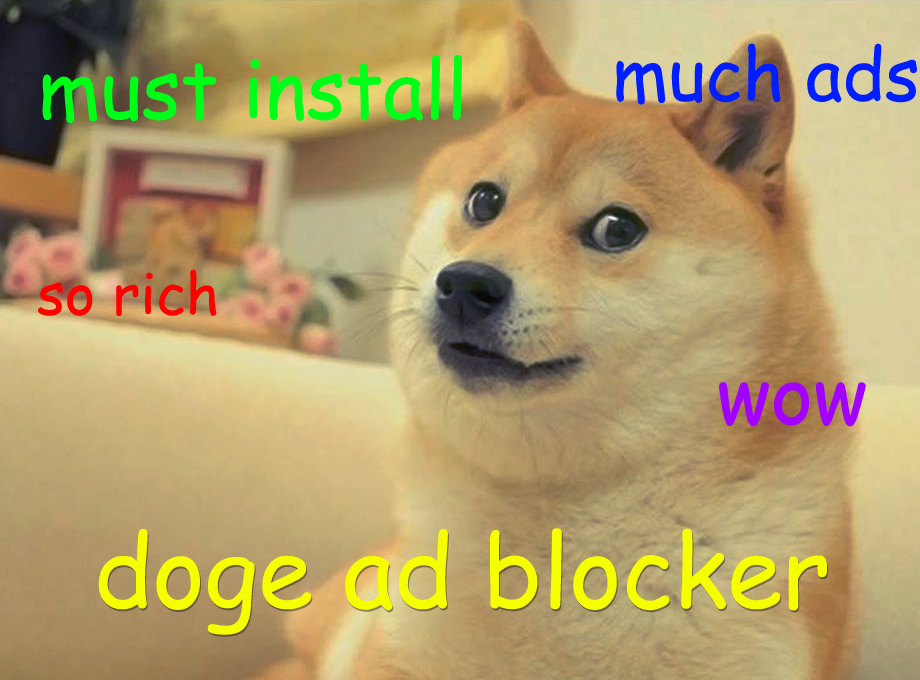 must install
much ads
so rich
wow
doge ad blocker